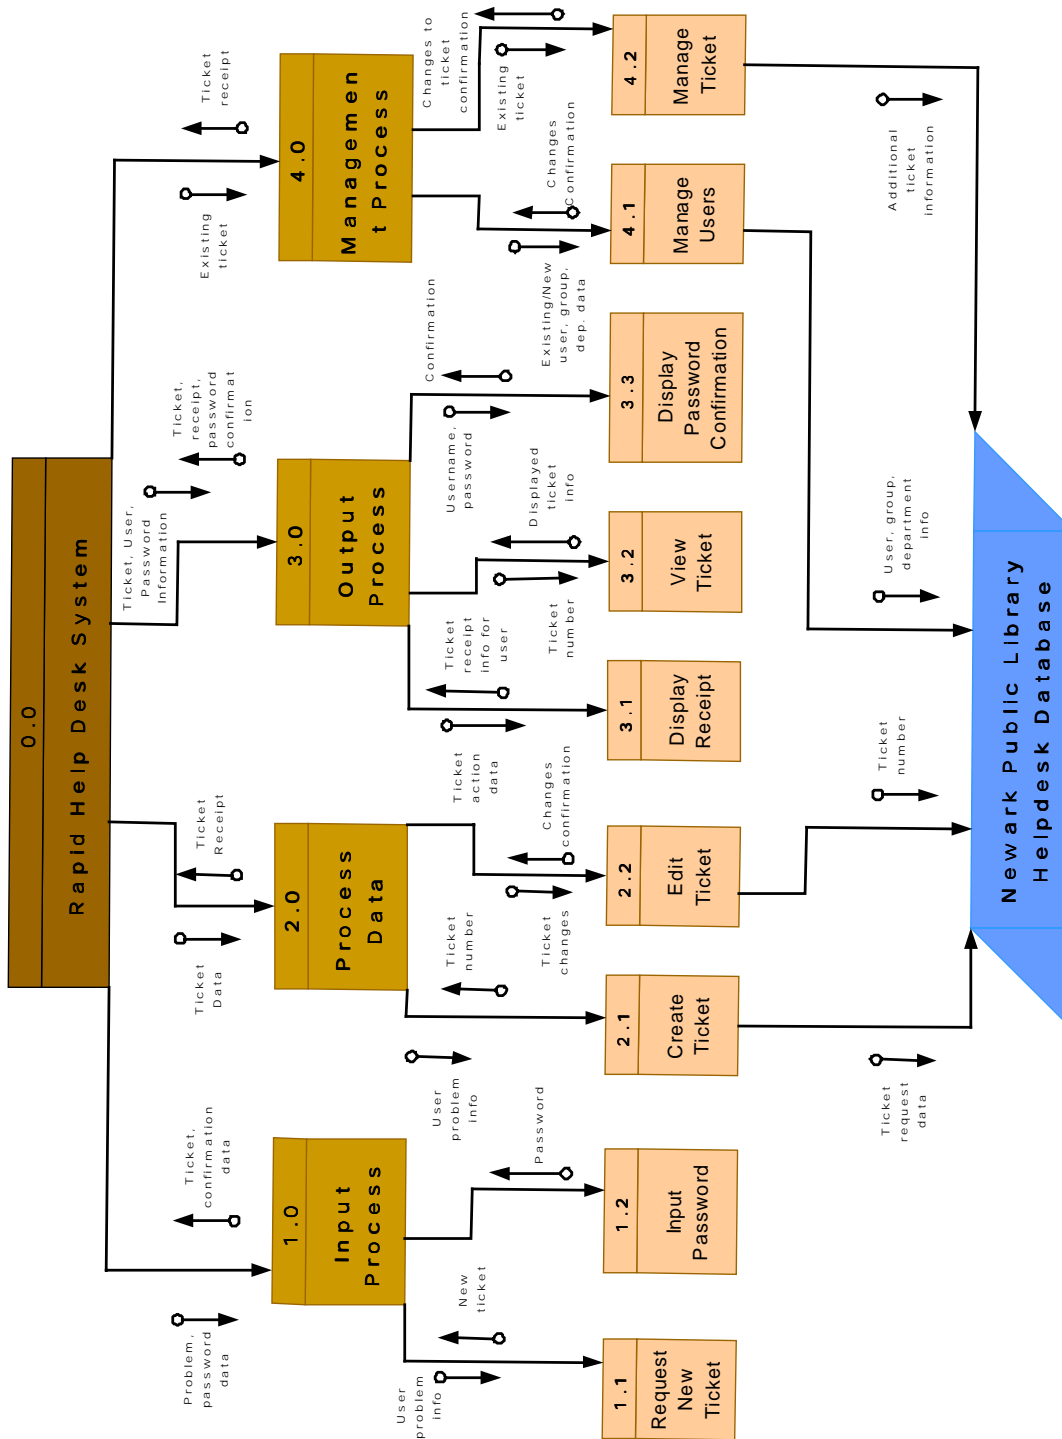 0.0
Rapid Help Desk System
Problem,
password
data
Ticket,
confirmation
data
Ticket
Data
Ticket
Receipt
Ticket, User,
Password
Information
Ticket,
receipt,
password
confirmat
ion
Existing
ticket
Ticket
receipt
1.0
Input
Process
2.0
Process
Data
3.0
Output
Process
4.0
Managemen
t Process
User
problem
info
New
ticket
Password
User
problem
info
Ticket
number
Ticket
changes
Changes
confirmation
Ticket
action
data
Ticket
receipt
info for
user
Ticket
number
Displayed
ticket
info
Username,
password
Confirmation
Existing/New
user, group,
dep. data
Changes
Confirmation
Existing
ticket
Changes to
ticket
confirmation
1.1
Request
New
Ticket
1.2
Input
Password
2.1
Create
Ticket
2.2
Edit
Ticket
3.1
Display
Receipt
3.2
View
Ticket
3.3
Display
Password
Confirmation
4.1
Manage
Users
4.2
Manage
Ticket
Ticket
request
data
Ticket
number
User, group,
department
info
Additional
ticket
information
Newark Public Library
Helpdesk Database